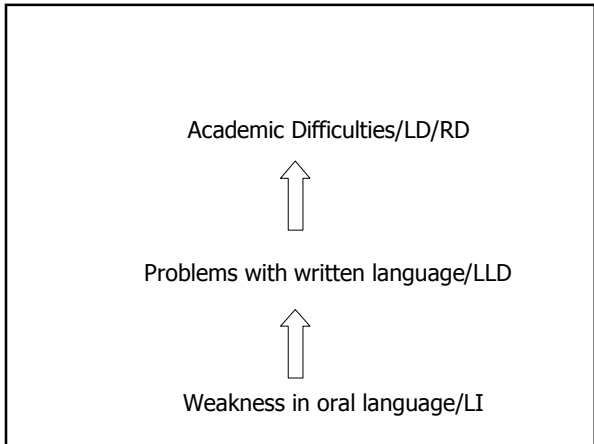 Academic Difficulties/LD/RD
Problems with written language/LLD
Weakness in oral language/LI